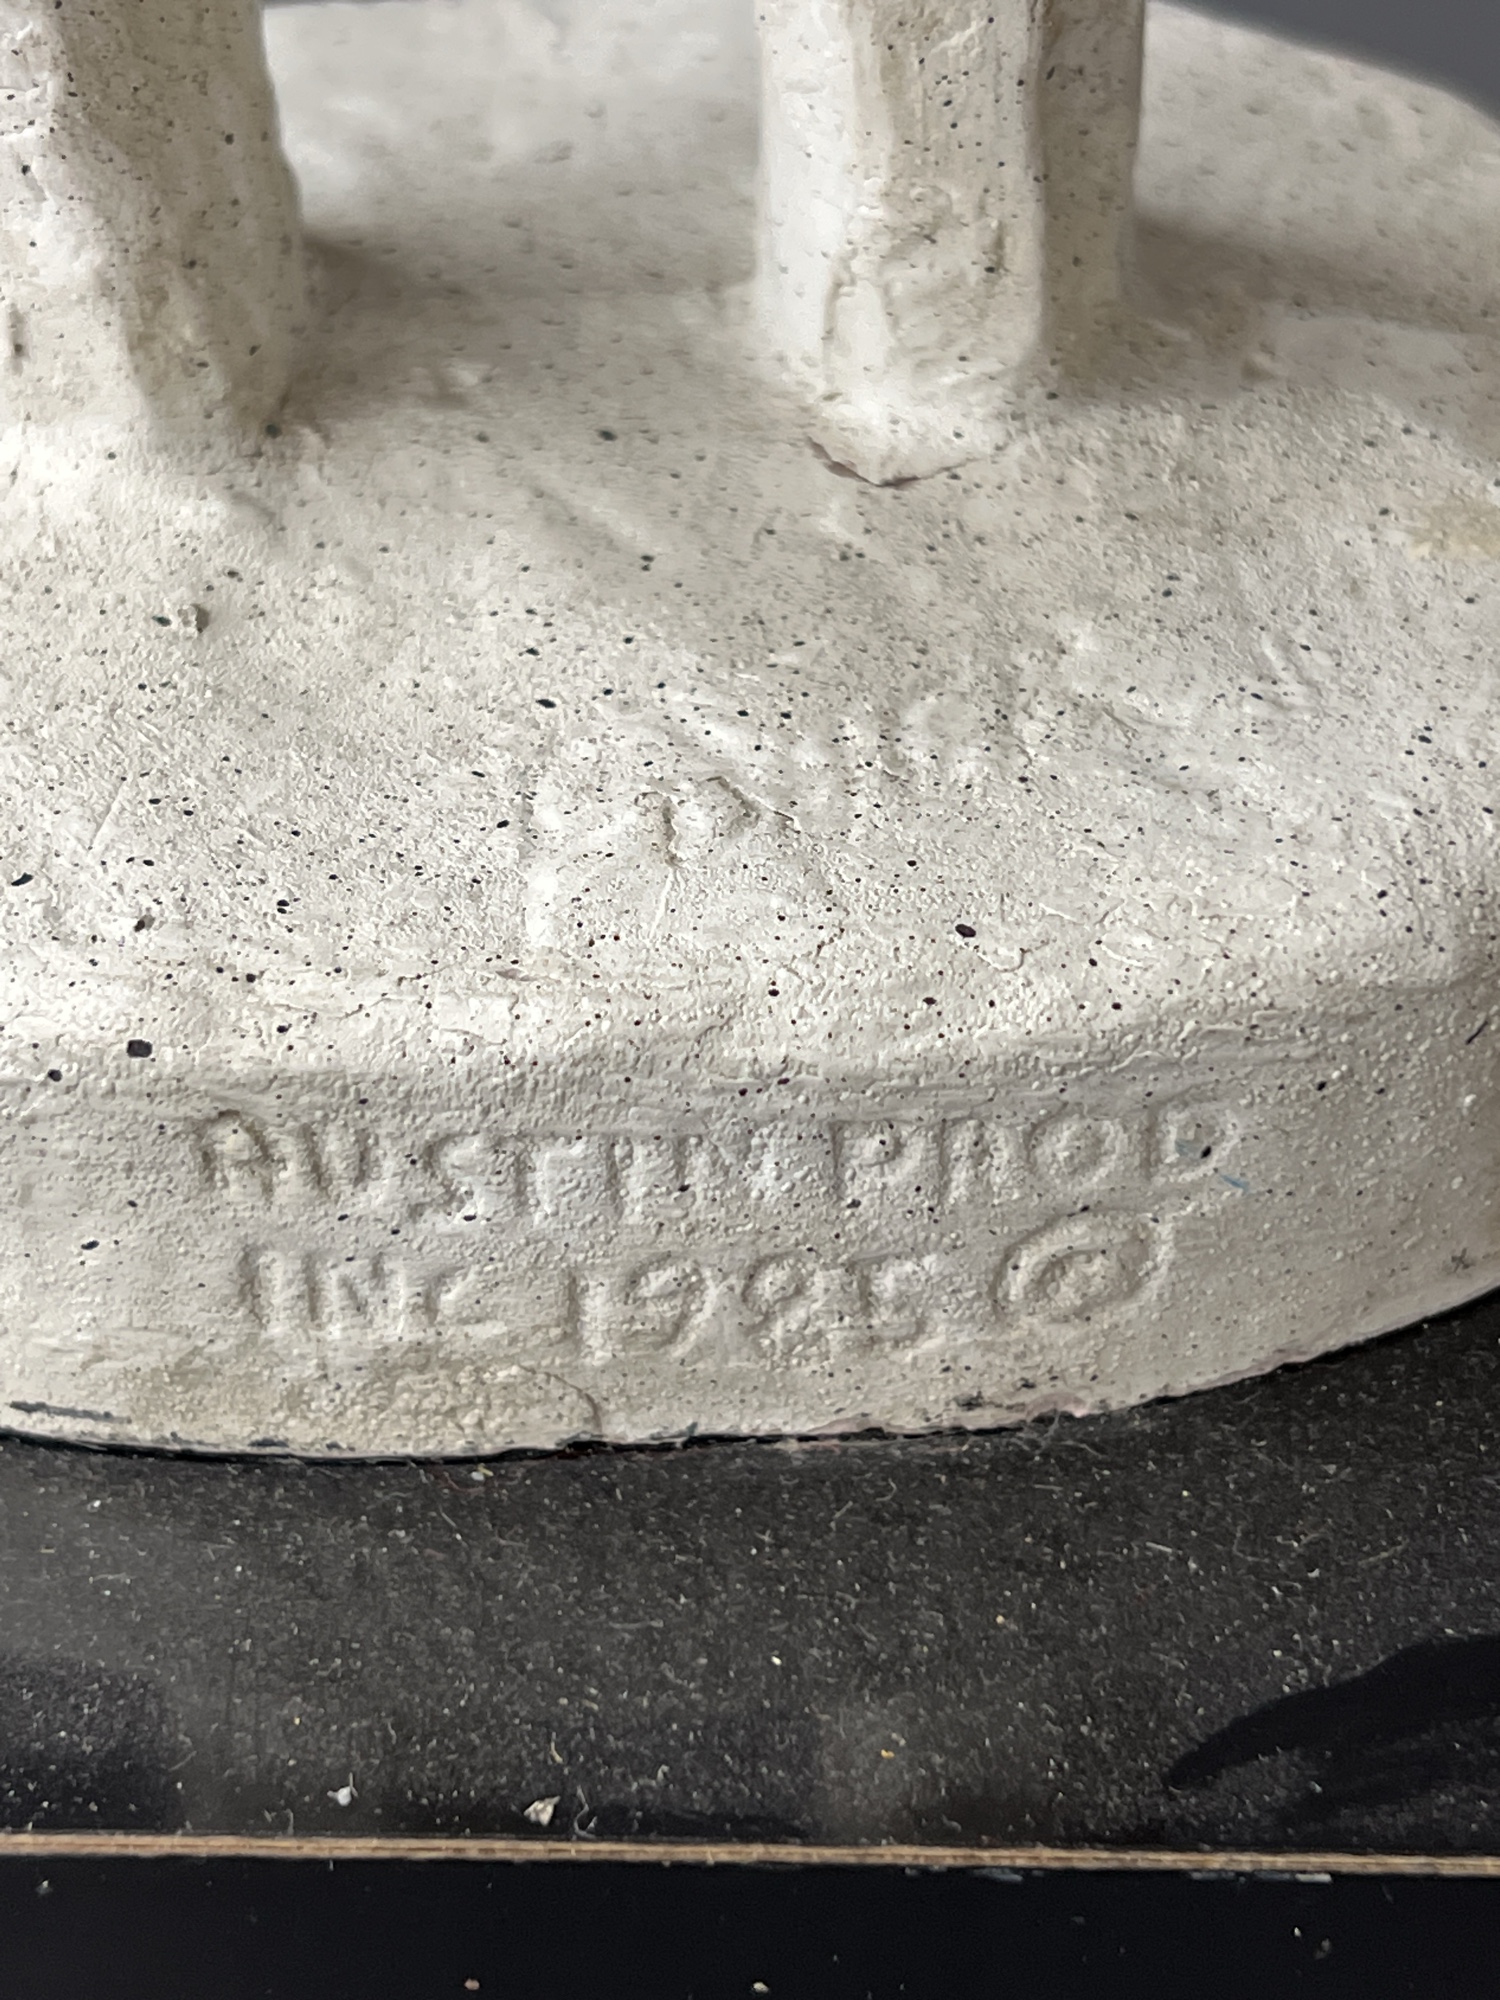 AUSTIN PROD
INC 1985 ©